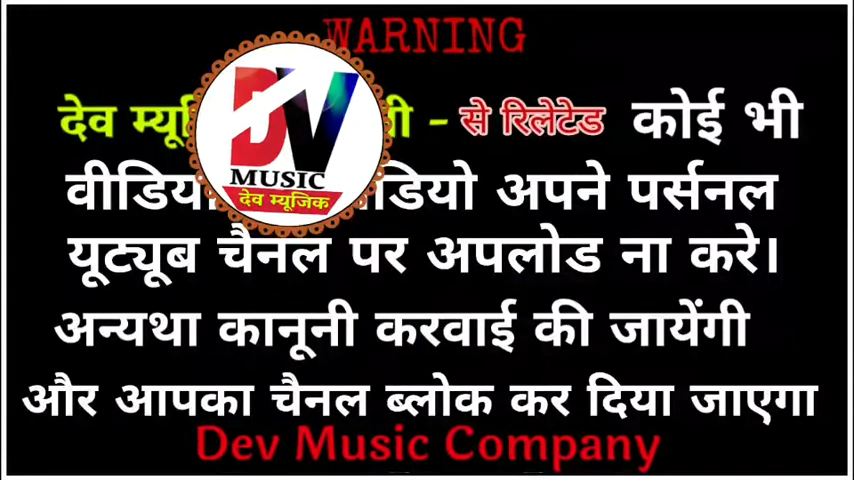 WARNING
देव - से रिलेटेड कोई भी
अपने पर्सनल
यूट्यूब चैनल पर अपलोड ना करे।
अन्यथा कानूनी करवाई की जायेंगी
और आपका चैनल ब्लोक कर दिया जाएगा
Dev Music Company
DV
MUSIC
देव म्यूजिक